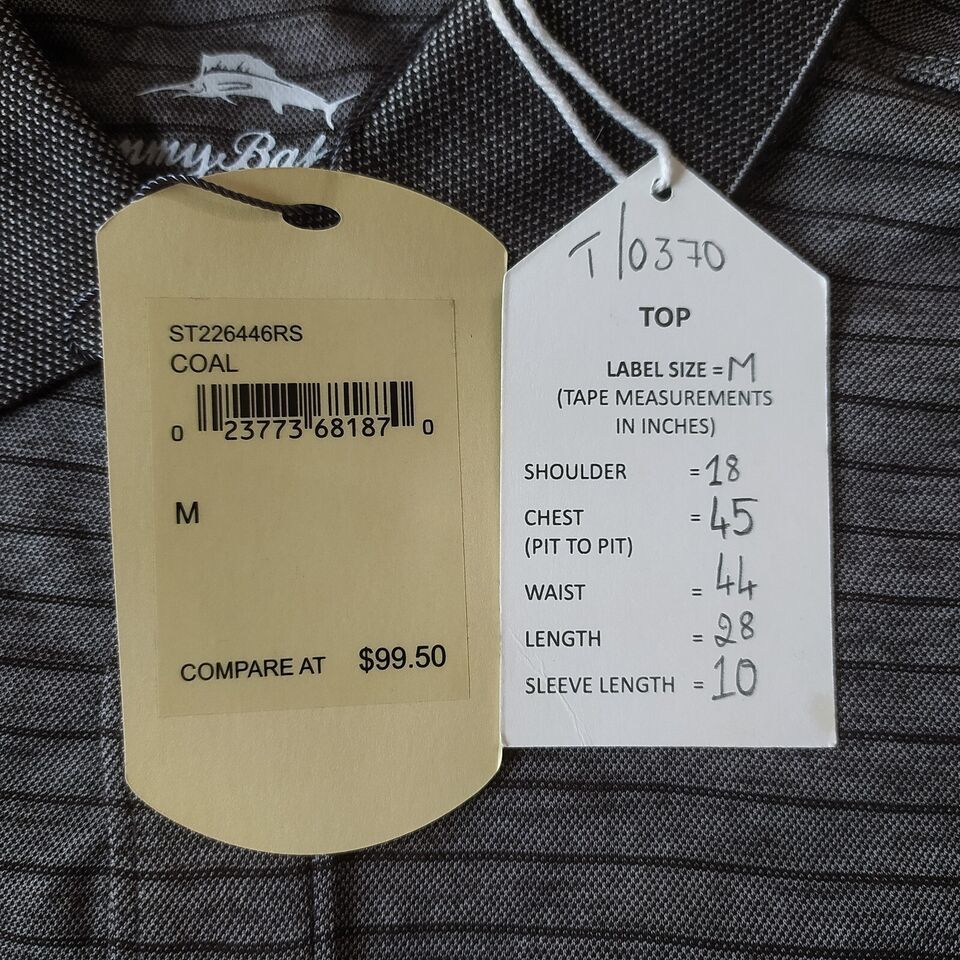 ST226446RS
COAL
0 23773 68187 0
M
COMPARE AT $99.50
T/0370
TOP
LABEL SIZE = M
(TAPE MEASUREMENTS
IN INCHES)
SHOULDER = 18
CHEST = 45
(PIT TO PIT)
WAIST = 44
LENGTH = 28
SLEEVE LENGTH = 10